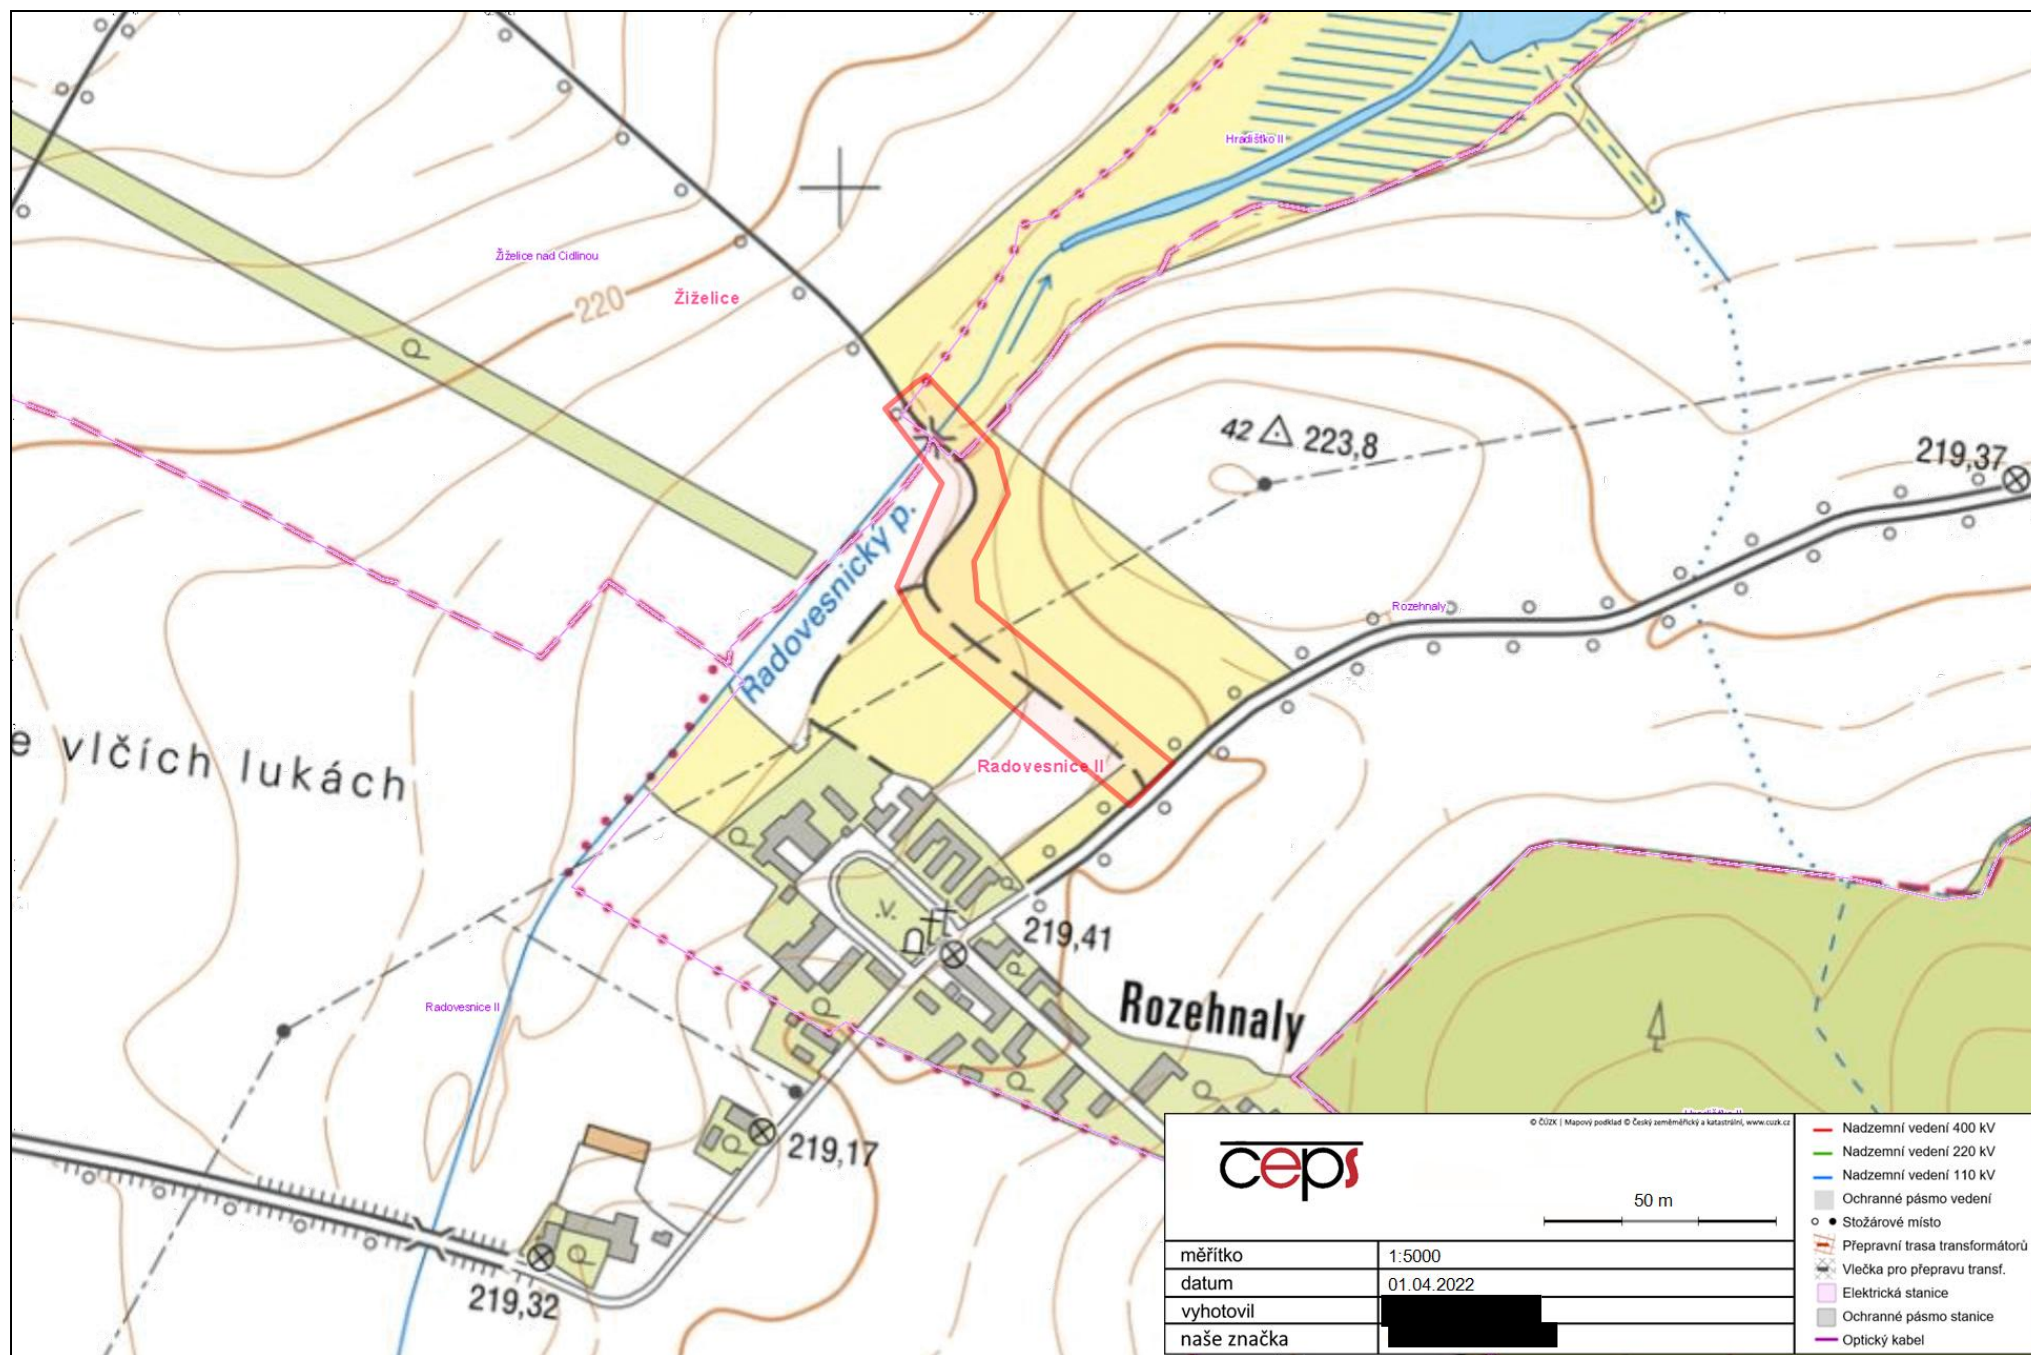 Hradištko II
Žiželice nad Cidlinou
Žiželice
220
42 223,8
219,37
Radovesnický p.
Rozehnaly
e vlčích lukách
Radovesnice II
219,41
Radovesnice II
Rozehnaly
219,17
219,32
© ČÚZK | Mapový podklad © Český zeměměřický a katastrální, www.cuzk.cz
čeps
50 m
měřítko 1:5000
datum 01.04.2022
vyhotovil
naše značka
Nadzemní vedení 400 kV
Nadzemní vedení 220 kV
Nadzemní vedení 110 kV
Ochranné pásmo vedení
Stožárové místo
Přepravní trasa transformátorů
Vlečka pro přepravu transf.
Elektrická stanice
Ochranné pásmo stanice
Optický kabel